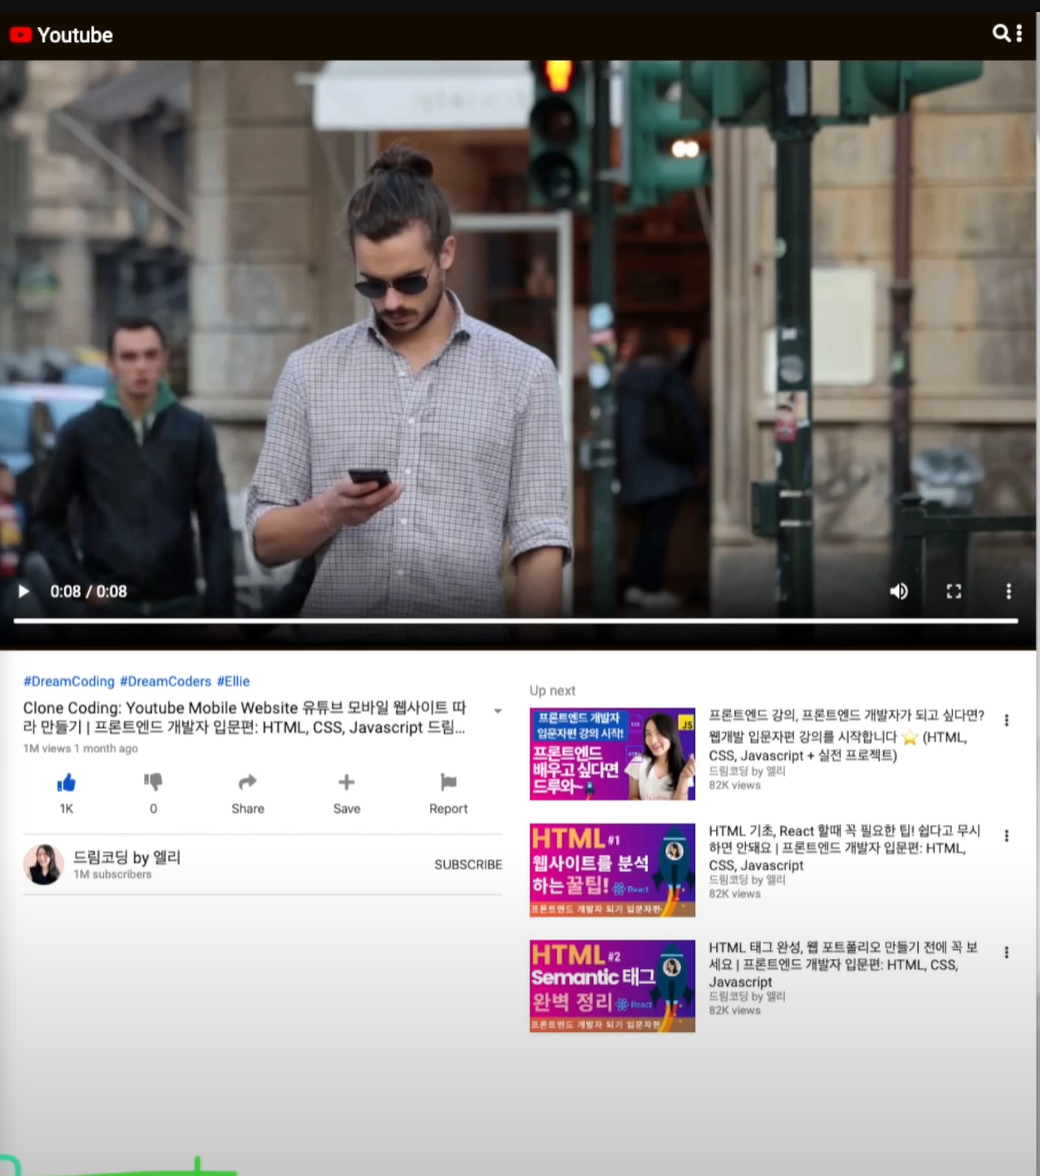 Youtube
0:08 / 0:08
#DreamCoding #DreamCoders #Ellie
Clone Coding: Youtube Mobile Website 유튜브 모바일 웹사이트 따
라 만들기 | 프론트엔드 개발자 입문편: HTML, CSS, Javascript 드림...
1M views 1 month ago
1K
0
Share
Save
Report
드림코딩 by 엘리
1M subscribers
SUBSCRIBE
Up next
프론트엔드 개발자
입문자편 강의 시작!
JS
프론트엔드
배우고 싶다면
드루와~
프론트엔드 강의, 프론트엔드 개발자가 되고 싶다면?
웹개발 입문자편 강의를 시작합니다 ⭐ (HTML,
CSS, Javascript + 실전 프로젝트)
드림코딩 by 엘리
82K views
HTML #1
웹사이트를 분석
하는 꿀팁! React
프론트엔드 개발자 되기 입문자편
HTML 기초, React 할때 꼭 필요한 팁! 쉽다고 무시
하면 안돼요 | 프론트엔드 개발자 입문편: HTML,
CSS, Javascript
드림코딩 by 엘리
82K views
HTML #2
Semantic 태그
완벽 정리 React
프론트엔드 개발자 되기 입문자편
HTML 태그 완성, 웹 포트폴리오 만들기 전에 꼭 보
세요 | 프론트엔드 개발자 입문편: HTML, CSS,
Javascript
드림코딩 by 엘리
82K views